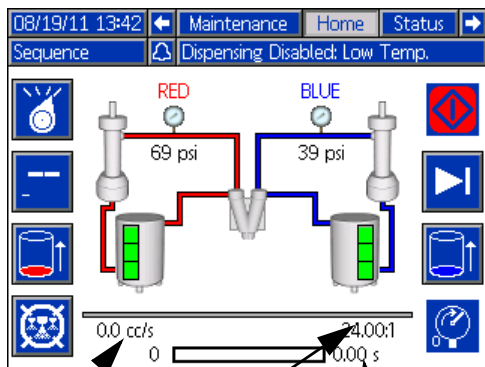 08/19/11 13:42 Maintenance Home Status
Sequence Dispensing Disabled: Low Temp.
RED BLUE
69 psi 39 psi
0.0 cc/s 24.00:1
0 0.00 s
0